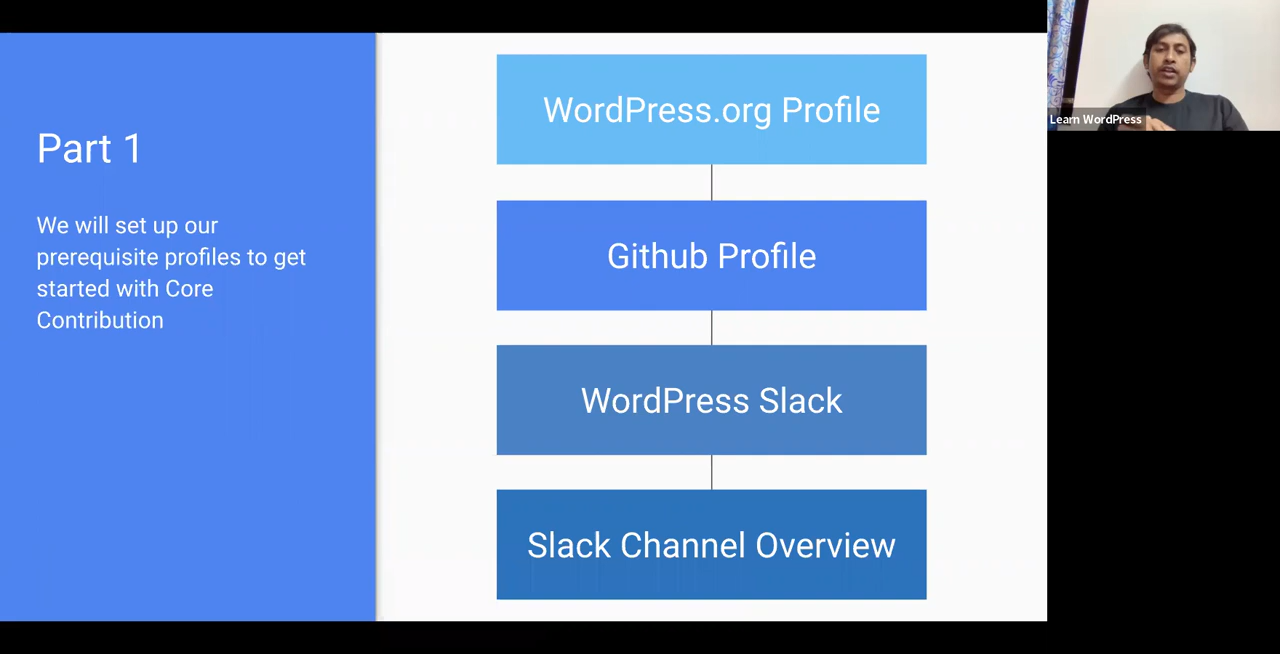 Part 1
We will set up our
prerequisite profiles to get
started with Core
Contribution
WordPress.org Profile
Github Profile
WordPress Slack
Slack Channel Overview
Learn WordPress